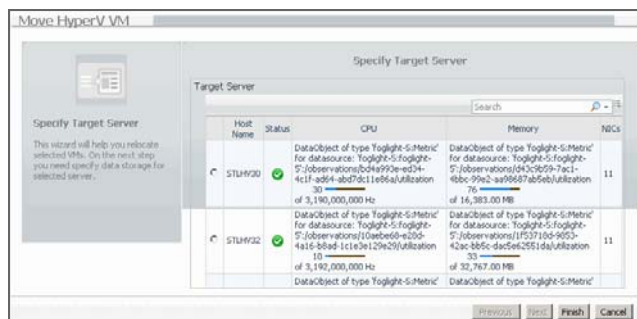 Move HyperV VM
Specify Target Server
Specify Target Server
This wizard will help you relocate
selected VMs. On the next step
you need specify data storage for
selected server.
Target Server
Search
Host Name Status CPU Memory NICs
STLHV30
DataObject of type 'Foglight-5:Metric'
for datasource: 'Foglight-5:foglight-
5':/observations/bd4a993e-ed34-
4c1f-ad64-abd7dc11e86a/utilization
30
of 3,190,000,000 Hz
DataObject of type 'Foglight-5:Metric'
for datasource: 'Foglight-5:foglight-
5':/observations/d43c9b59-7ac1-
4bbc-99e2-aa98687ab5eb/utilization
76
of 16,383.00 MB
11
STLHV32
DataObject of type 'Foglight-5:Metric'
for datasource: 'Foglight-5:foglight-
5':/observations/10aebe68-e20d-
4a16-b8ad-1c1e3e129e29/utilization
10
of 3,192,000,000 Hz
DataObject of type 'Foglight-5:Metric'
for datasource: 'Foglight-5:foglight-
5':/observations/1f53718d-9853-
42ac-bb5c-dac5e62551da/utilization
33
of 32,767.00 MB
11
DataObject of type 'Foglight-5:Metric'
DataObject of type 'Foglight-5:Metric'
Previous Next Finish Cancel